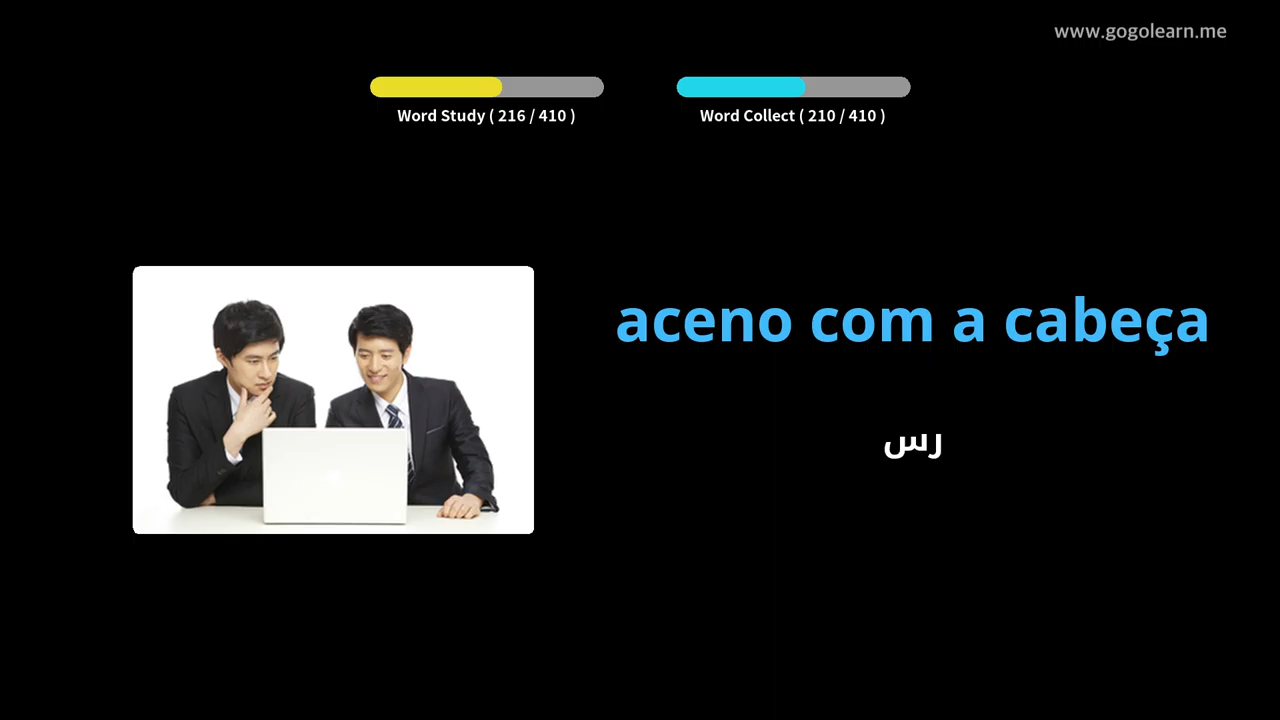 www.gogolearn.me
Word Study ( 216 / 410 )
Word Collect ( 210 / 410 )
aceno com a cabeça
رس